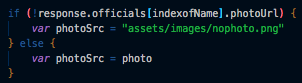 if (!response.officials[indexofName].photoUrl) {
var photoSrc = "assets/images/nophoto.png"
} else {
var photoSrc = photo